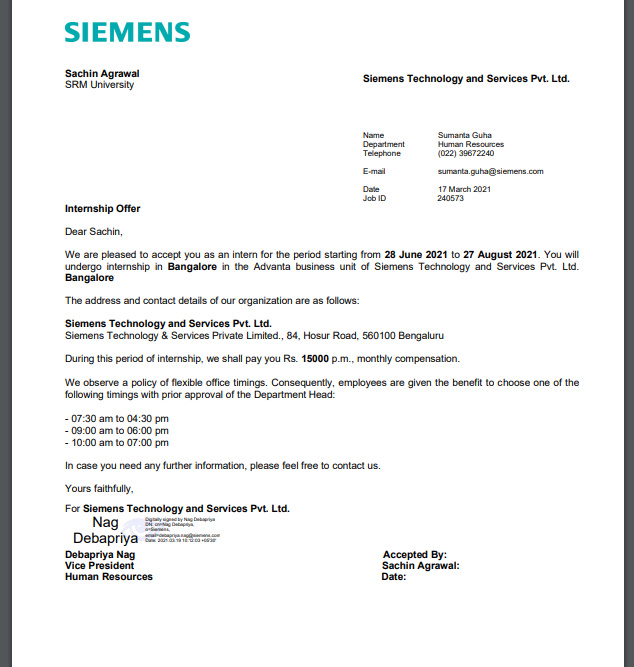 SIEMENS
Sachin Agrawal
SRM University
Siemens Technology and Services Pvt. Ltd.
Name Sumanta Guha
Department Human Resources
Telephone (022) 39672240
E-mail sumanta.guha@siemens.com
Date 17 March 2021
Job ID 240573
Internship Offer
Dear Sachin,
We are pleased to accept you as an intern for the period starting from 28 June 2021 to 27 August 2021. You will
undergo internship in Bangalore in the Advanta business unit of Siemens Technology and Services Pvt. Ltd.
Bangalore
The address and contact details of our organization are as follows:
Siemens Technology and Services Pvt. Ltd.
Siemens Technology & Services Private Limited., 84, Hosur Road, 560100 Bengaluru
During this period of internship, we shall pay you Rs. 15000 p.m., monthly compensation.
We observe a policy of flexible office timings. Consequently, employees are given the benefit to choose one of the
following timings with prior approval of the Department Head:
- 07:30 am to 04:30 pm
- 09:00 am to 06:00 pm
- 10:00 am to 07:00 pm
In case you need any further information, please feel free to contact us.
Yours faithfully,
For Siemens Technology and Services Pvt. Ltd.
Nag
Debapriya
Digitally signed by Nag Debapriya
DN: cn=Nag Debapriya,
o=Siemens,
email=debapriya.nag@siemens.com
Date: 2021.03.19 10:12:03 +05'30'
Debapriya Nag
Vice President
Human Resources
Accepted By:
Sachin Agrawal:
Date: